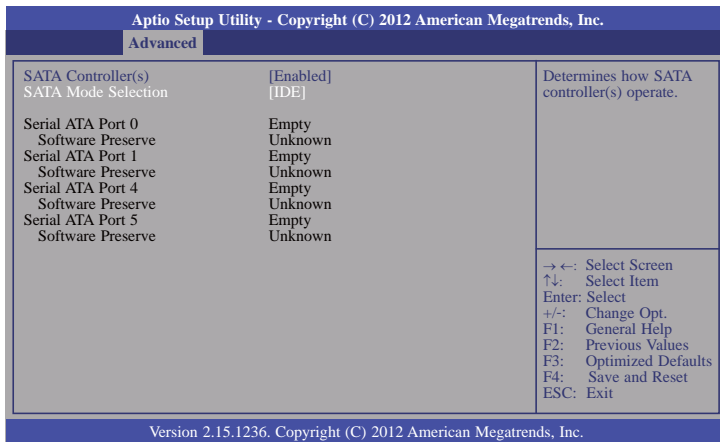 Aptio Setup Utility - Copyright (C) 2012 American Megatrends, Inc.
Advanced
SATA Controller(s) [Enabled]
SATA Mode Selection [IDE]
Serial ATA Port 0 Empty
Software Preserve Unknown
Serial ATA Port 1 Empty
Software Preserve Unknown
Serial ATA Port 4 Empty
Software Preserve Unknown
Serial ATA Port 5 Empty
Software Preserve Unknown
Determines how SATA
controller(s) operate.
→ ←: Select Screen
↑↓: Select Item
Enter: Select
+/-: Change Opt.
F1: General Help
F2: Previous Values
F3: Optimized Defaults
F4: Save and Reset
ESC: Exit
Version 2.15.1236. Copyright (C) 2012 American Megatrends, Inc.